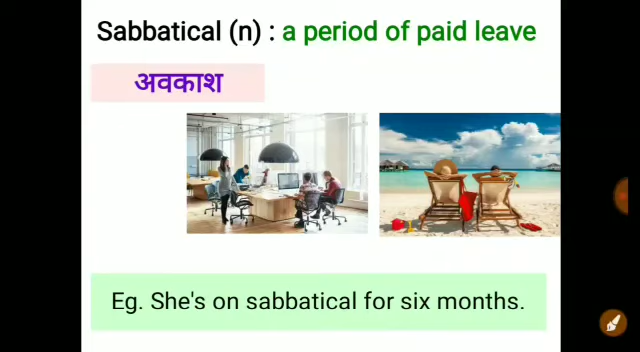 Sabbatical (n) : a period of paid leave
अवकाश
Eg. She's on sabbatical for six months.